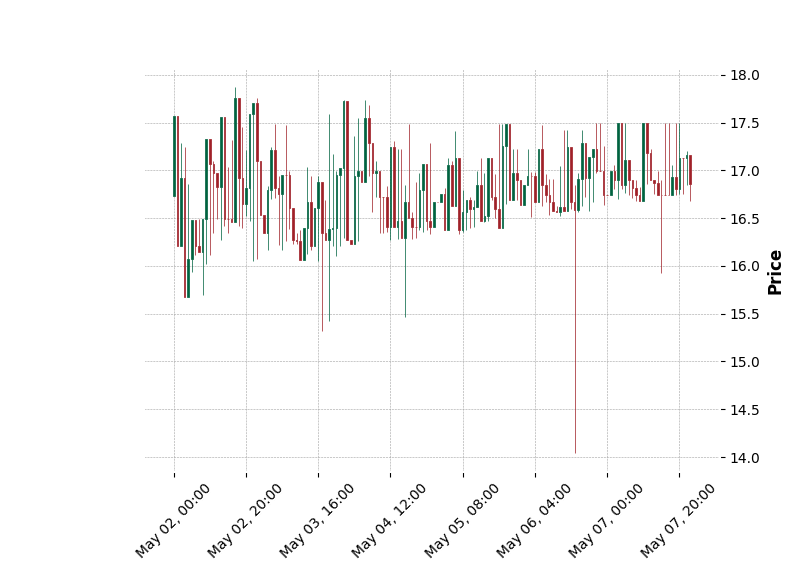 18.0
17.5
17.0
16.5
16.0
15.5
15.0
14.5
14.0
Price
May 02, 00:00
May 02, 20:00
May 03, 16:00
May 04, 12:00
May 05, 08:00
May 06, 04:00
May 07, 00:00
May 07, 20:00